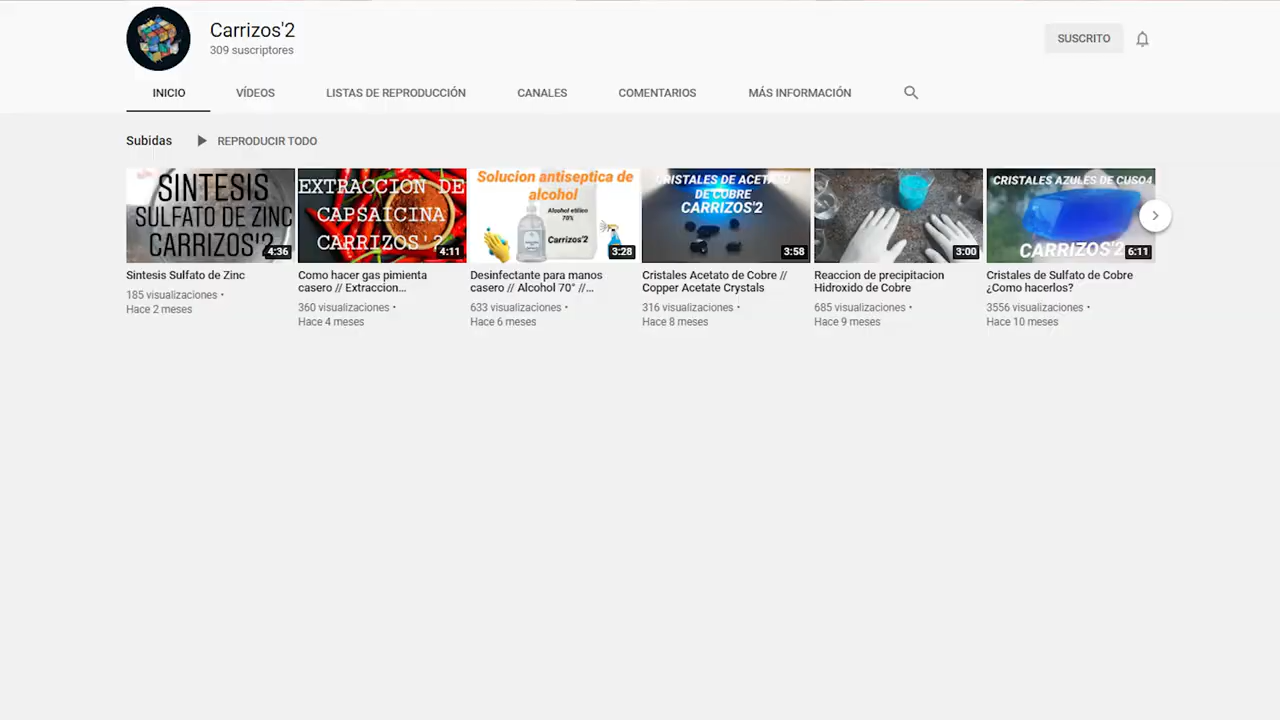 Carrizos'2
309 suscriptores
SUSCRITO
INICIO
VÍDEOS
LISTAS DE REPRODUCCIÓN
CANALES
COMENTARIOS
MÁS INFORMACIÓN
Subidas
REPRODUCIR TODO
SINTESIS
SULFATO DE ZINC
CARRIZOS'2
4:36
Sintesis Sulfato de Zinc
185 visualizaciones •
Hace 2 meses
EXTRACCION DE
CAPSAICINA
CARRIZOS'2
4:11
Como hacer gas pimienta
casero // Extraccion...
360 visualizaciones •
Hace 4 meses
Solucion antiseptica de
alcohol
Alcohol etilico
70%
Carrizos'2
3:28
Desinfectante para manos
casero // Alcohol 70° //...
633 visualizaciones •
Hace 6 meses
CRISTALES DE ACETATO
DE COBRE
CARRIZOS'2
3:58
Cristales Acetato de Cobre //
Copper Acetate Crystals
316 visualizaciones •
Hace 8 meses
3:00
Reaccion de precipitacion
Hidroxido de Cobre
685 visualizaciones •
Hace 9 meses
CRISTALES AZULES DE CUSO4
CARRIZOS'2
6:11
Cristales de Sulfato de Cobre
¿Como hacerlos?
3556 visualizaciones •
Hace 10 meses